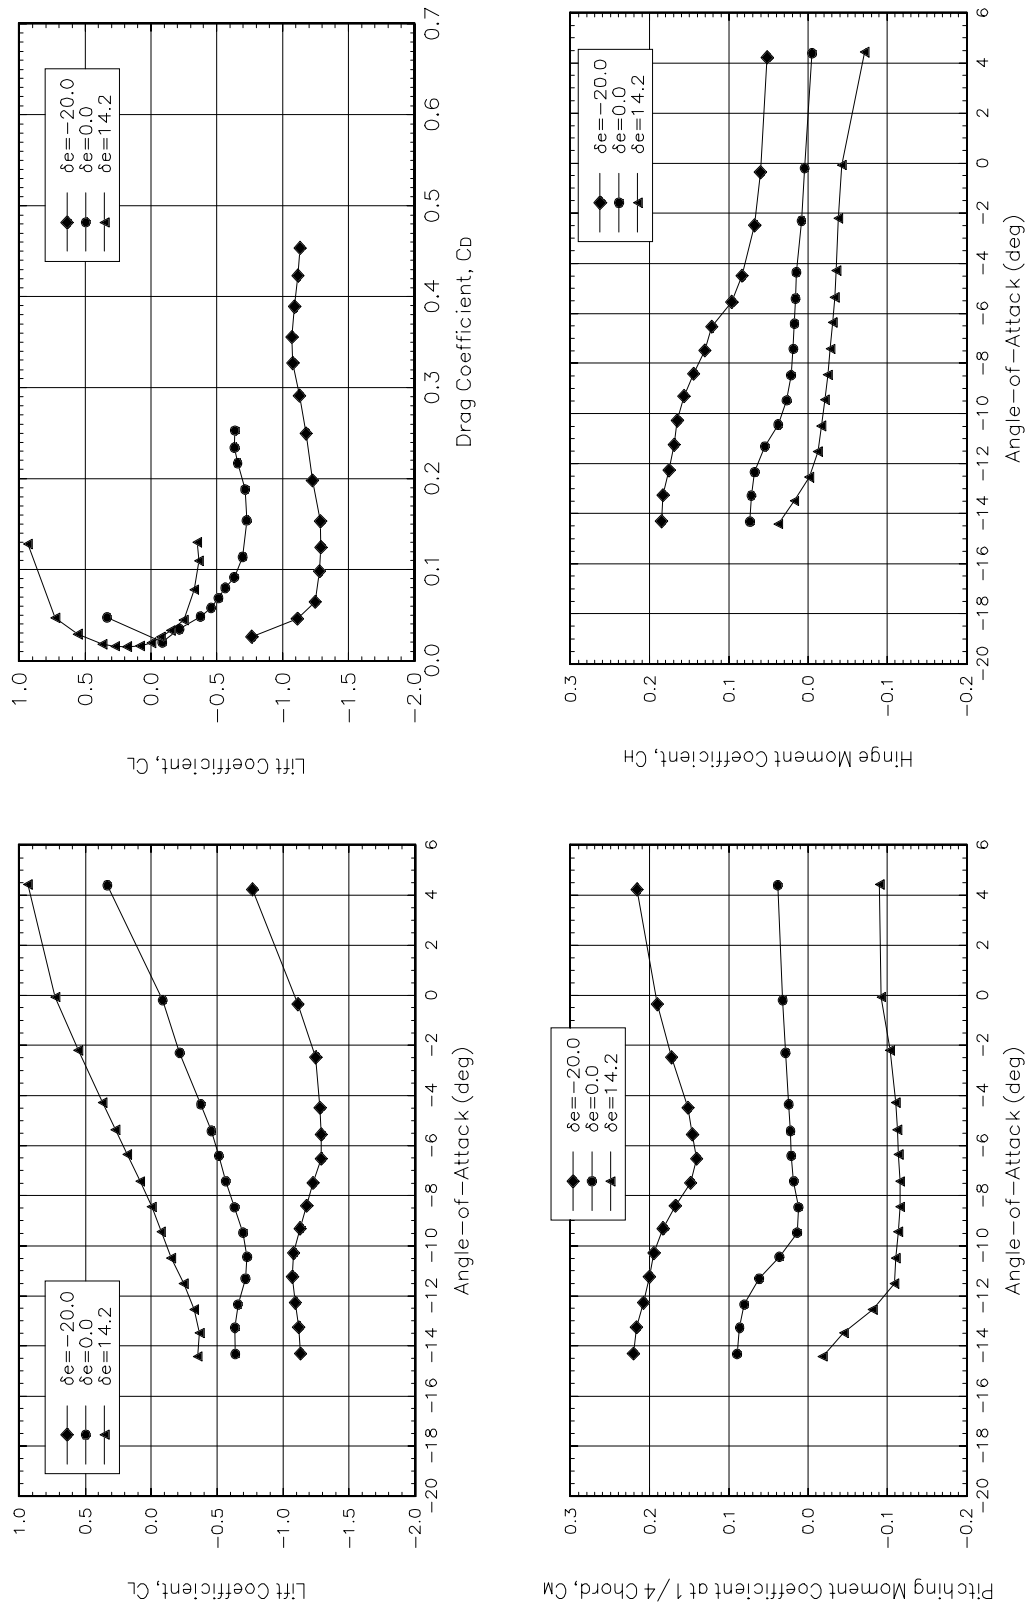 1.0
0.5
0.0
−0.5
−1.0
−1.5
−2.0
Lift Coefficient, CL
−20 −18 −16 −14 −12 −10 −8 −6 −4 −2 0 2 4 6
Angle−of−Attack (deg)
δe=−20.0
δe=0.0
δe=14.2
1.0
0.5
0.0
−0.5
−1.0
−1.5
−2.0
Lift Coefficient, CL
0.0 0.1 0.2 0.3 0.4 0.5 0.6 0.7
Drag Coefficient, CD
δe=−20.0
δe=0.0
δe=14.2
0.3
0.2
0.1
0.0
−0.1
−0.2
Pitching Moment Coefficient at 1/4 Chord, CM
−20 −18 −16 −14 −12 −10 −8 −6 −4 −2 0 2 4 6
Angle−of−Attack (deg)
δe=−20.0
δe=0.0
δe=14.2
0.3
0.2
0.1
0.0
−0.1
−0.2
Hinge Moment Coefficient, CH
−20 −18 −16 −14 −12 −10 −8 −6 −4 −2 0 2 4 6
Angle−of−Attack (deg)
δe=−20.0
δe=0.0
δe=14.2